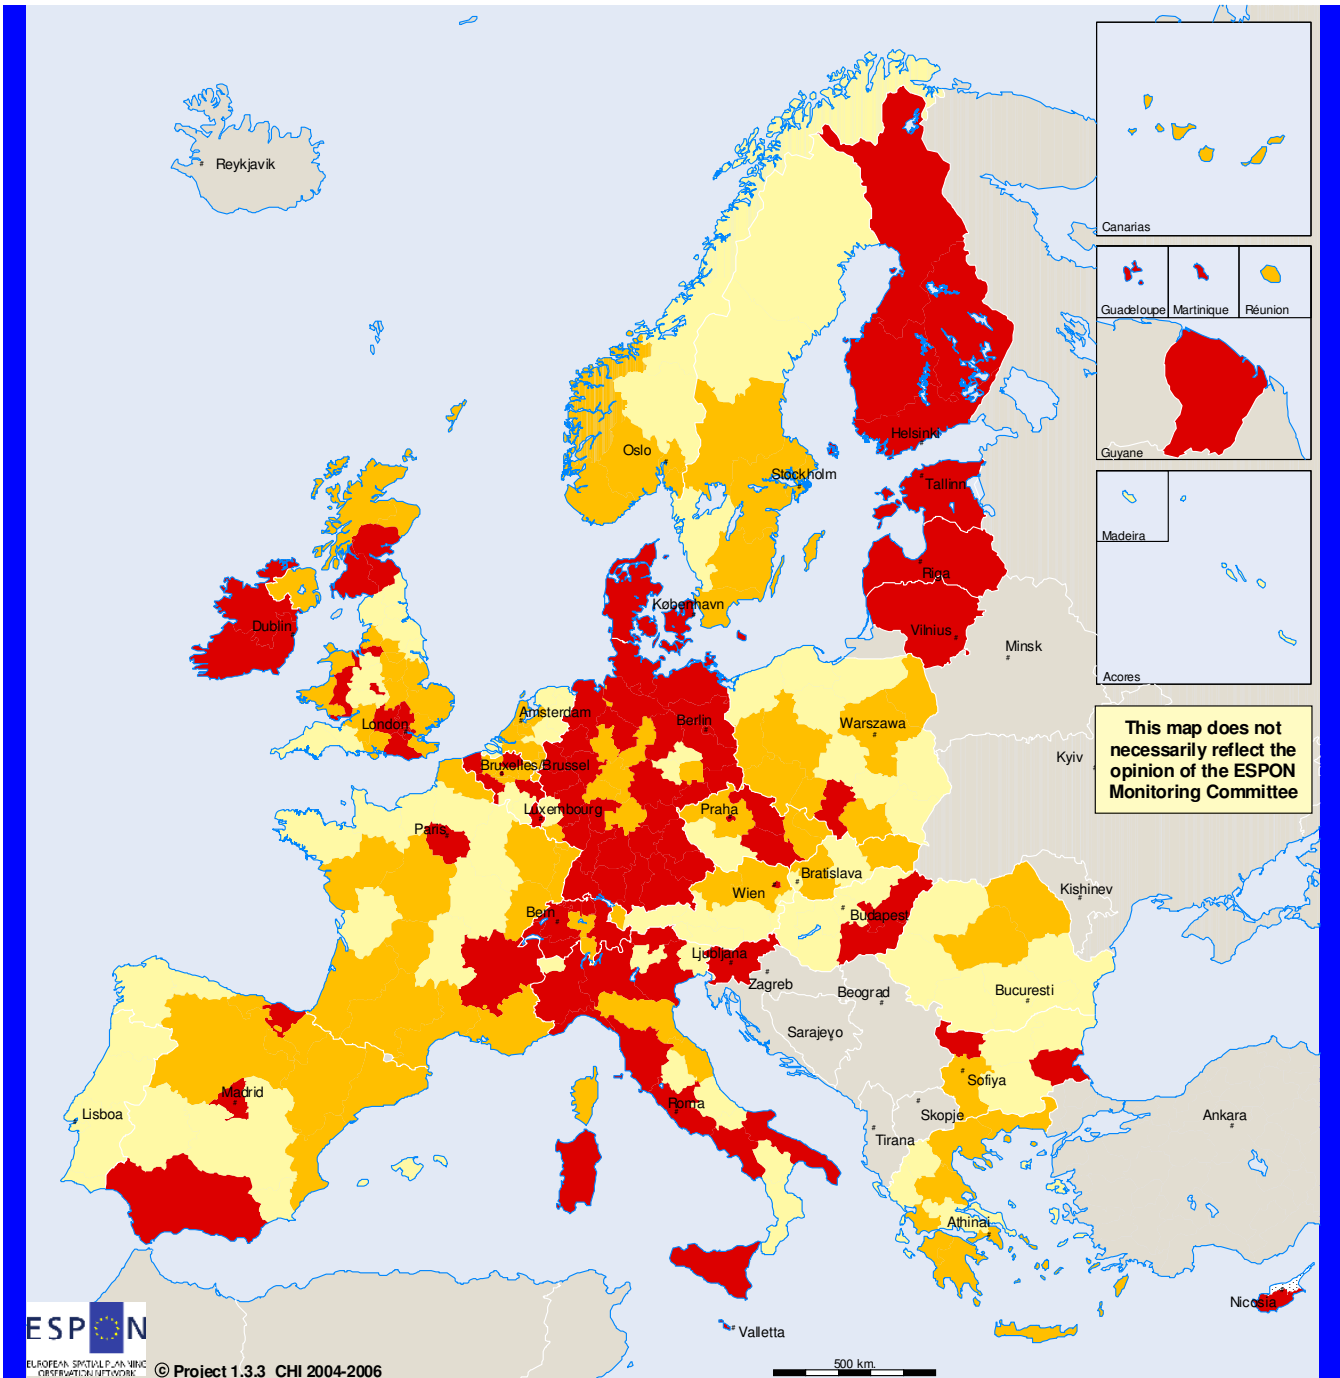 Reykjavik
Canarias
Guadeloupe
Martinique
Réunion
Guyane
Madeira
Acores
This map does not
necessarily reflect the
opinion of the ESPON
Monitoring Committee
Helsinki
Oslo
Stockholm
Tallinn
Riga
København
Dublin
Vilnius
Minsk
London
Amsterdam
Berlin
Warszawa
Kyiv
Bruxelles/Brussel
Luxembourg
Praha
Paris
Bratislava
Wien
Kishinev
Bern
Budapest
Ljubljana
Zagreb
Beograd
Bucuresti
Sarajevo
Sofiya
Madrid
Roma
Lisboa
Skopje
Ankara
Tirana
Athinai
Nicosia
Valletta
ESPON
EUROPEAN SPATIAL PLANNING
OBSERVATION NETWORK
© Project 1.3.3 CHI 2004-2006
500 km.